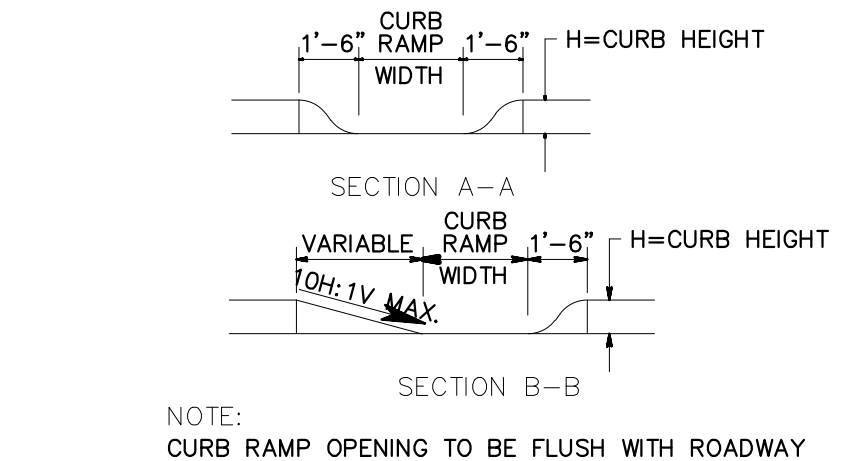 CURB
1'-6" RAMP 1'-6" H=CURB HEIGHT
WIDTH
SECTION A-A
CURB
VARIABLE RAMP 1'-6" H=CURB HEIGHT
WIDTH
10H:1V MAX.
SECTION B-B
NOTE:
CURB RAMP OPENING TO BE FLUSH WITH ROADWAY